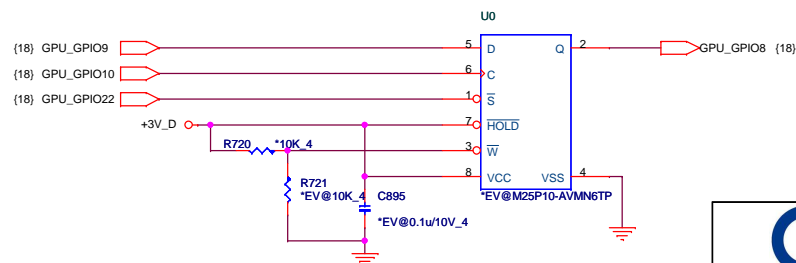 U0
{18} GPU_GPIO9 5 D Q 2 GPU_GPIO8 {18}
{18} GPU_GPIO10 6 C
{18} GPU_GPIO22 1 S
+3V_D 7 HOLD
R720 *10K_4 3 W
R721 8 VCC VSS 4
*EV@10K_4 C895 *EV@M25P10-AVMN6TP
*EV@0.1u/10V_4